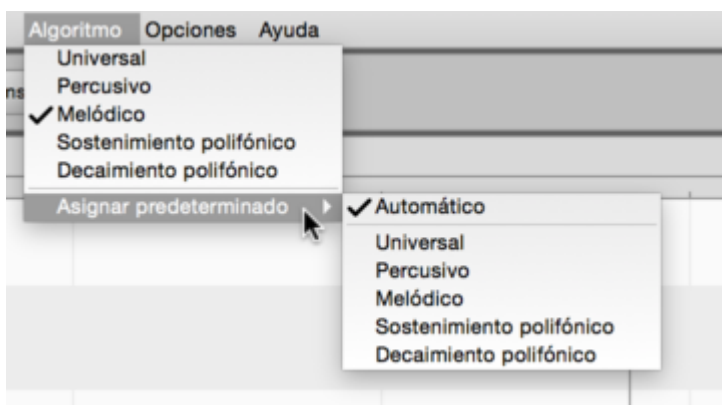 Algoritmo Opciones Ayuda
Universal
ns Percusivo
Melódico
Sostenimiento polifónico
Decaimiento polifónico
Asignar predeterminado
Automático
Universal
Percusivo
Melódico
Sostenimiento polifónico
Decaimiento polifónico